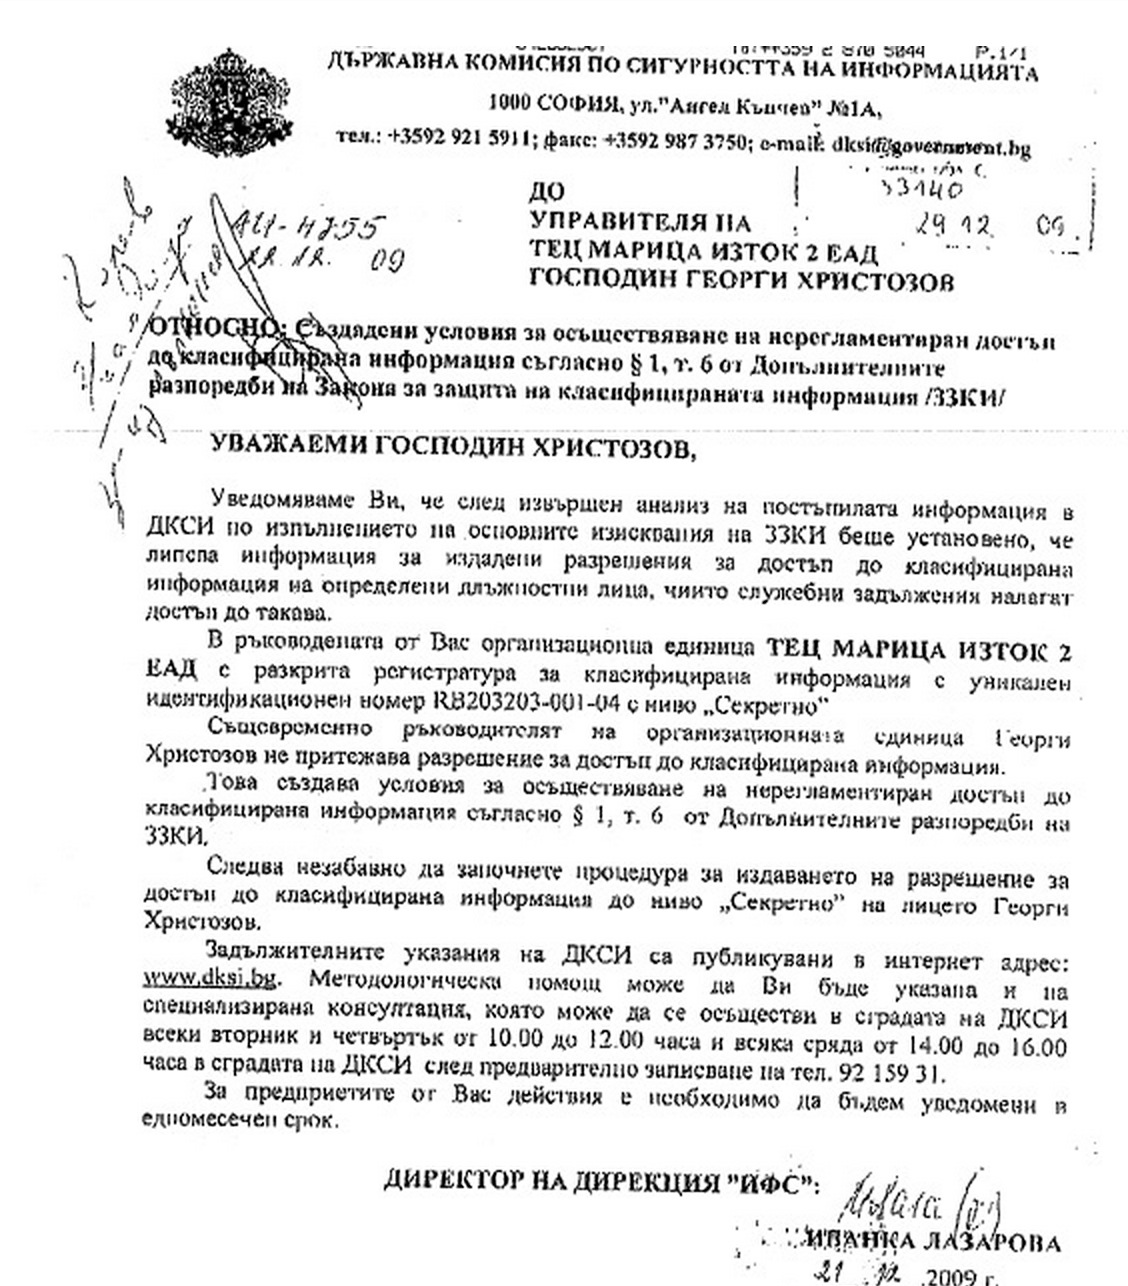 P.1/1
ДЪРЖАВНА КОМИСИЯ ПО СИГУРНОСТТА НА ИНФОРМАЦИЯТА
1000 СОФИЯ, ул."Ангел Кънчев" №1А,
тел.: +3592 921 5911; факс: +3592 987 3750; e-mail: dksi@government.bg
33140
29 12 09
ДО
УПРАВИТЕЛЯ НА
ТЕЦ МАРИЦА ИЗТОК 2 ЕАД
ГОСПОДИН ГЕОРГИ ХРИСТОЗОВ
22.12. 09
ОТНОСНО: Създадени условия за осъществяване на нерегламентиран достъп
до класифицирана информация съгласно § 1, т. 6 от Допълнителните
разпоредби на Закона за защита на класифицираната информация /ЗЗКИ/
УВАЖАЕМИ ГОСПОДИН ХРИСТОЗОВ,
Уведомяваме Ви, че след извършен анализ на постъпилата информация в
ДКСИ по изпълнението на основните изисквания на ЗЗКИ беше установено, че
липсва информация за издадени разрешения за достъп до класифицирана
информация на определени длъжностни лица, чиито служебни задължения налагат
достъп до такава.
В ръководената от Вас организационна единица ТЕЦ МАРИЦА ИЗТОК 2
ЕАД е разкрита регистратура за класифицирана информация с уникален
идентификационен номер RB203203-001-04 с ниво „Секретно"
Същевременно ръководителят на организационната единица Георги
Христозов не притежава разрешение за достъп до класифицирана информация.
Това създава условия за осъществяване на нерегламентиран достъп до
класифицирана информация съгласно § 1, т. 6 от Допълнителните разпоредби на
ЗЗКИ.
Следва незабавно да започнете процедура за издаването на разрешение за
достъп до класифицирана информация до ниво „Секретно" на лицето Георги
Христозов.
Задължителните указания на ДКСИ са публикувани в интернет адрес:
www.dksi.bg. Методологическа помощ може да Ви бъде указана и на
специализирана консултация, която може да се осъществи в сградата на ДКСИ
всеки вторник и четвъртък от 10.00 до 12.00 часа и всяка сряда от 14.00 до 16.00
часа в сградата на ДКСИ след предварително записване на тел. 92 159 31.
За предприетите от Вас действия е необходимо да бъдем уведомени в
едномесечен срок.
ДИРЕКТОР НА ДИРЕКЦИЯ "ИФС":
ИВАНКА ЛАЗАРОВА
21 12 .2009 г.